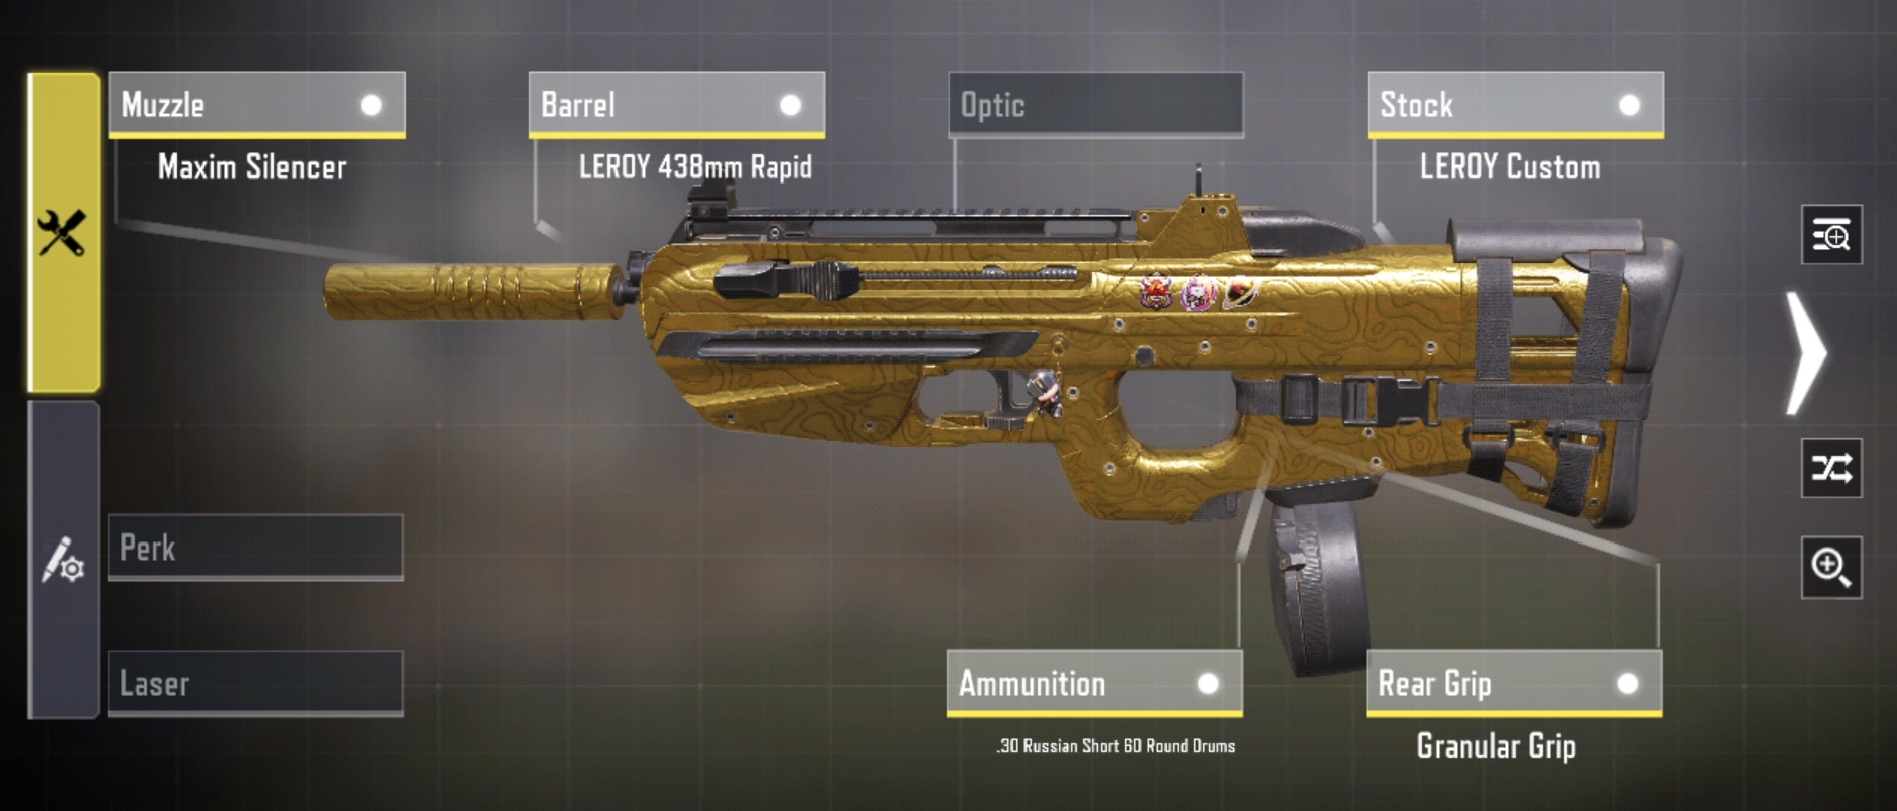 Muzzle
Maxim Silencer
Barrel
LEROY 438mm Rapid
Optic
Stock
LEROY Custom
Perk
Laser
Ammunition
.30 Russian Short 60 Round Drums
Rear Grip
Granular Grip